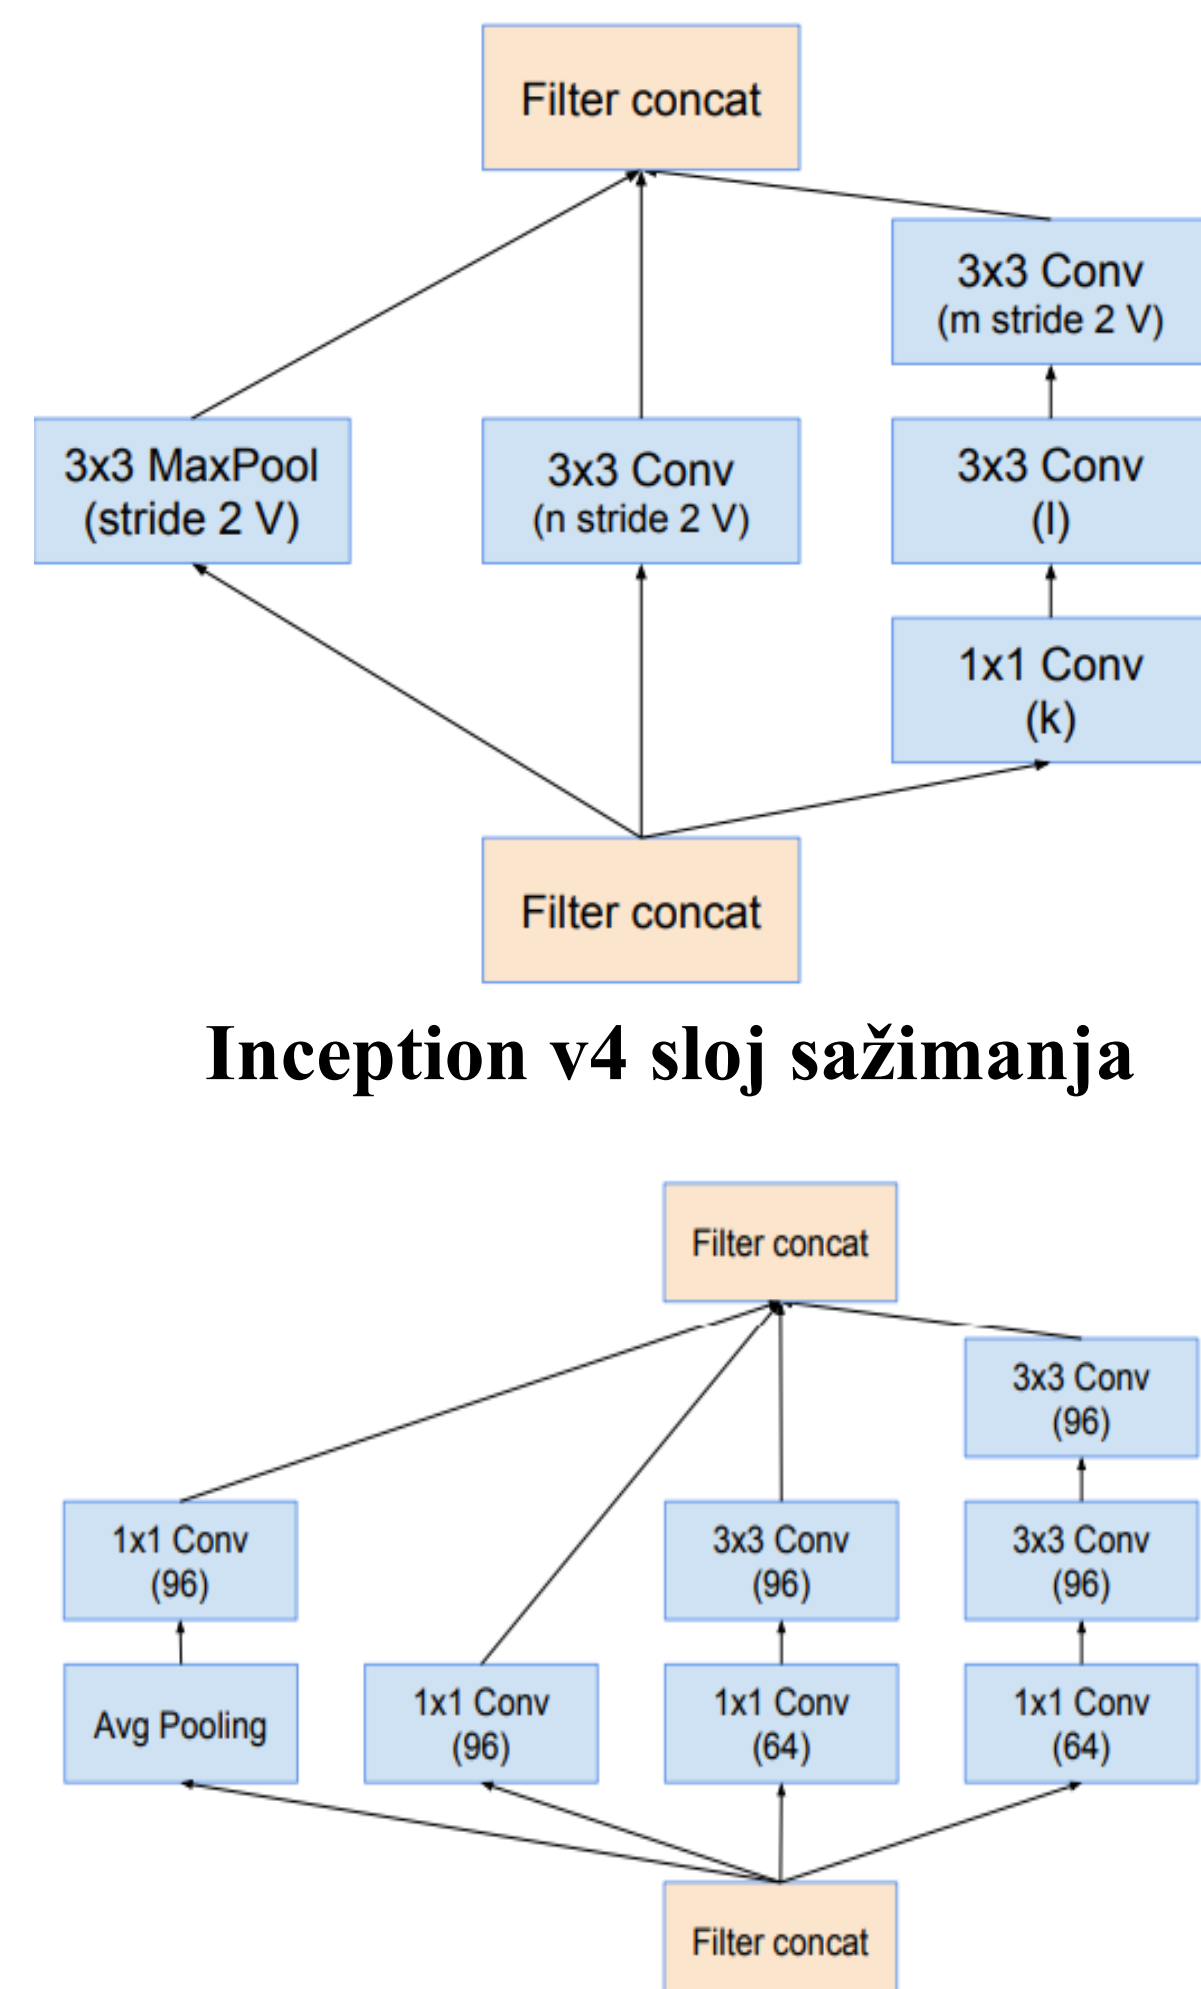 Filter concat
3x3 Conv
(m stride 2 V)
3x3 MaxPool
(stride 2 V)
3x3 Conv
(n stride 2 V)
3x3 Conv
(l)
1x1 Conv
(k)
Filter concat
Inception v4 sloj sažimanja
Filter concat
3x3 Conv
(96)
1x1 Conv
(96)
3x3 Conv
(96)
3x3 Conv
(96)
Avg Pooling
1x1 Conv
(96)
1x1 Conv
(64)
1x1 Conv
(64)
Filter concat